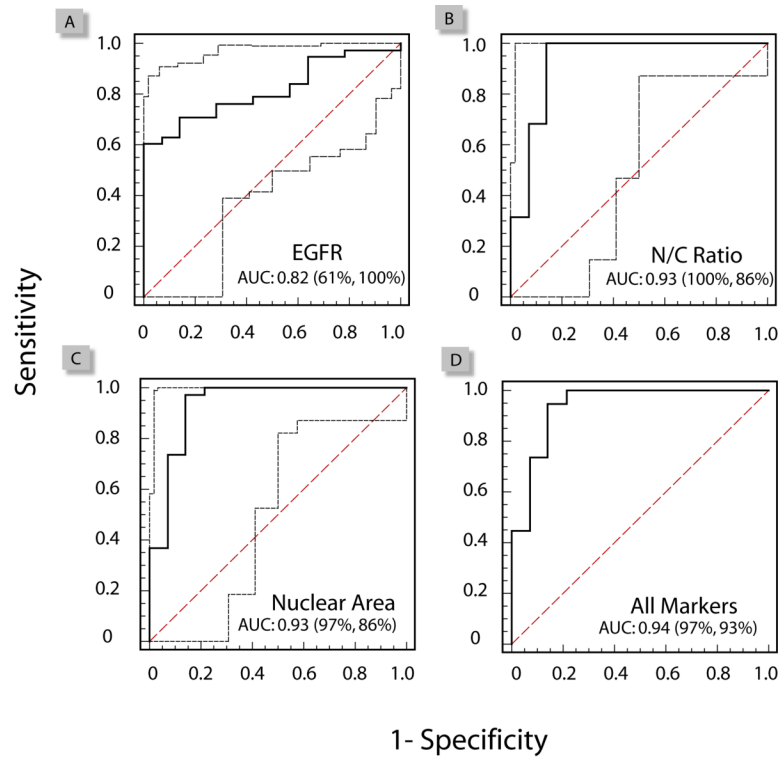 A
1.0
0.8
0.6
0.4
0.2
0
EGFR
AUC: 0.82 (61%, 100%)
0 0.2 0.4 0.6 0.8 1.0
B
1.0
0.8
0.6
0.4
0.2
0
N/C Ratio
AUC: 0.93 (100%, 86%)
0 0.2 0.4 0.6 0.8 1.0
Sensitivity
C
1.0
0.8
0.6
0.4
0.2
0
Nuclear Area
AUC: 0.93 (97%, 86%)
0 0.2 0.4 0.6 0.8 1.0
D
1.0
0.8
0.6
0.4
0.2
0
All Markers
AUC: 0.94 (97%, 93%)
0 0.2 0.4 0.6 0.8 1.0
1- Specificity